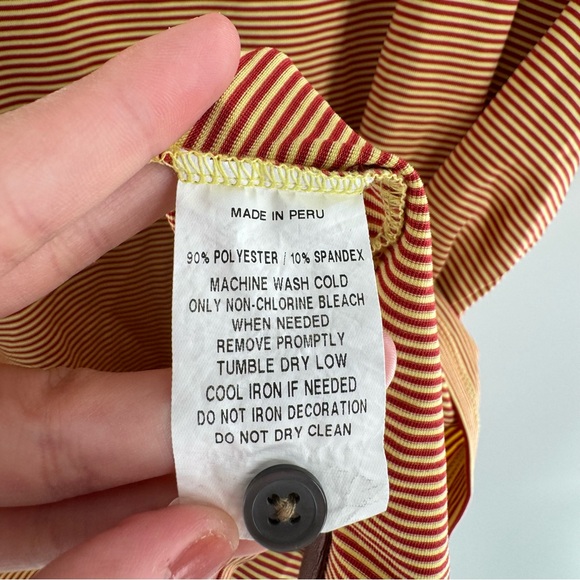 MADE IN PERU
90% POLYESTER / 10% SPANDEX
MACHINE WASH COLD
ONLY NON-CHLORINE BLEACH
WHEN NEEDED
REMOVE PROMPTLY
TUMBLE DRY LOW
COOL IRON IF NEEDED
DO NOT IRON DECORATION
DO NOT DRY CLEAN